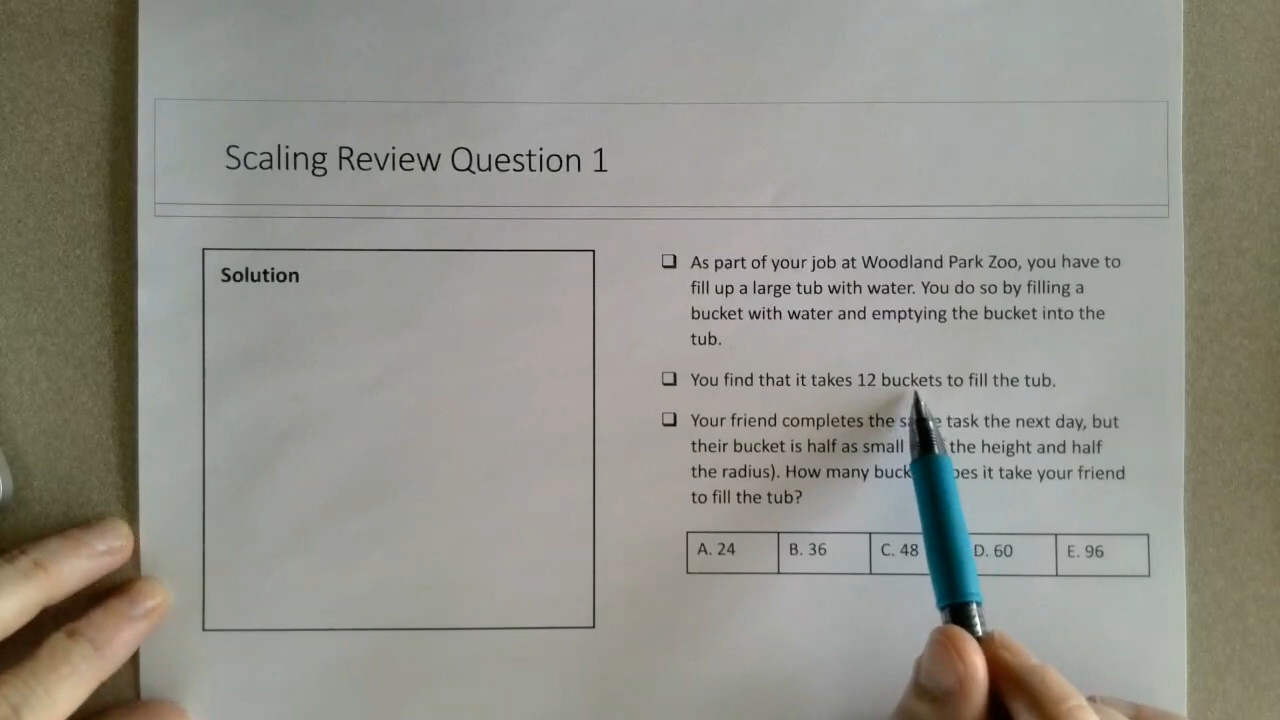 Scaling Review Question 1
Solution
❑ As part of your job at Woodland Park Zoo, you have to
fill up a large tub with water. You do so by filling a
bucket with water and emptying the bucket into the
tub.
❑ You find that it takes 12 buckets to fill the tub.
❑ Your friend completes the task the next day, but
their bucket is half as small the height and half
the radius). How many it take your friend
to fill the tub?
A. 24 B. 36 C. 48 D. 60 E. 96